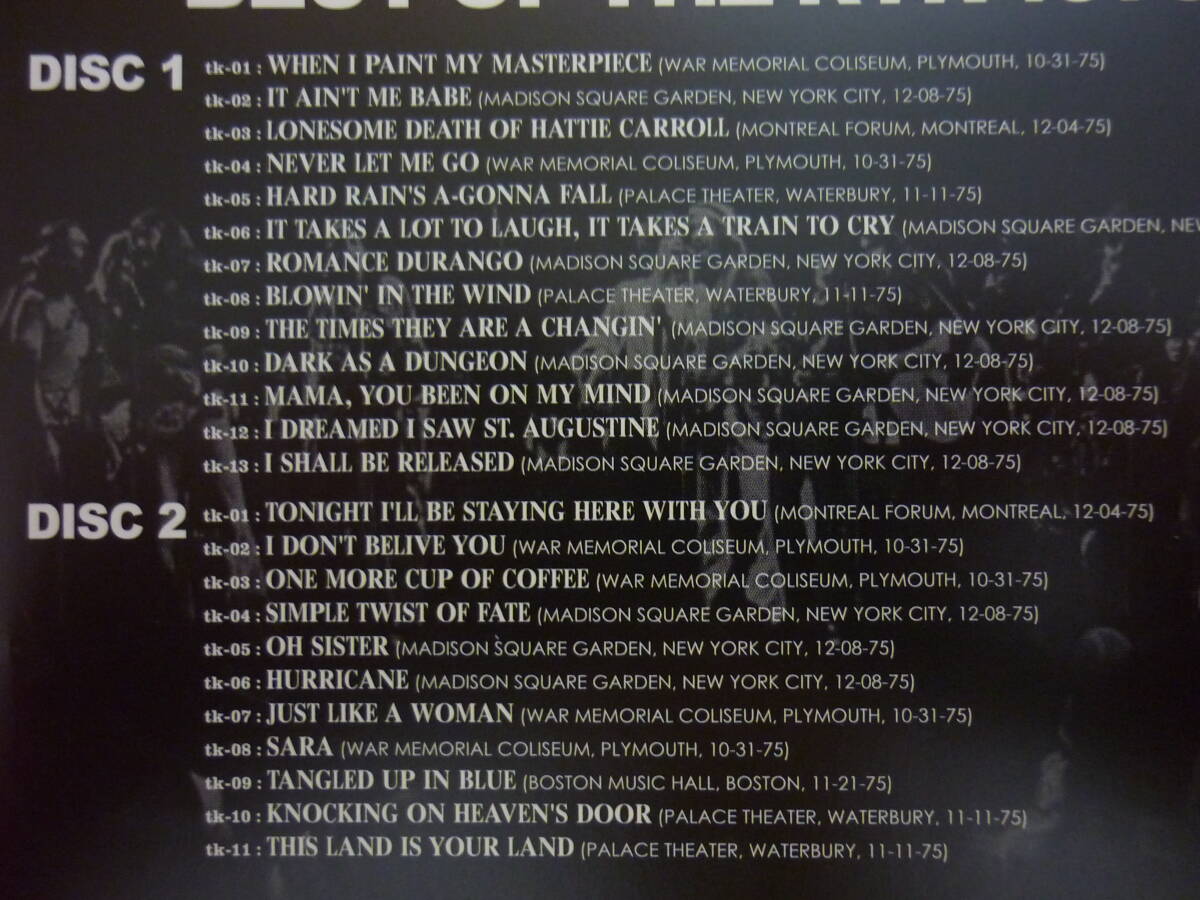 BEST OF THE
DISC 1
tk-01 : WHEN I PAINT MY MASTERPIECE (WAR MEMORIAL COLISEUM, PLYMOUTH, 10-31-75)
tk-02 : IT AIN'T ME BABE (MADISON SQUARE GARDEN, NEW YORK CITY, 12-08-75)
tk-03 : LONESOME DEATH OF HATTIE CARROLL (MONTREAL FORUM, MONTREAL, 12-04-75)
tk-04 : NEVER LET ME GO (WAR MEMORIAL COLISEUM, PLYMOUTH, 10-31-75)
tk-05 : HARD RAIN'S A-GONNA FALL (PALACE THEATER, WATERBURY, 11-11-75)
tk-06 : IT TAKES A LOT TO LAUGH, IT TAKES A TRAIN TO CRY (MADISON SQUARE GARDEN, NEW
tk-07 : ROMANCE DURANGO (MADISON SQUARE GARDEN, NEW YORK CITY, 12-08-75)
tk-08 : BLOWIN' IN THE WIND (PALACE THEATER, WATERBURY, 11-11-75)
tk-09 : THE TIMES THEY ARE A CHANGIN' (MADISON SQUARE GARDEN, NEW YORK CITY, 12-08-75)
tk-10 : DARK AS A DUNGEON (MADISON SQUARE GARDEN, NEW YORK CITY, 12-08-75)
tk-11 : MAMA, YOU BEEN ON MY MIND (MADISON SQUARE GARDEN, NEW YORK CITY, 12-08-75)
tk-12 : I DREAMED I SAW ST. AUGUSTINE (MADISON SQUARE GARDEN, NEW YORK CITY, 12-08-75)
tk-13 : I SHALL BE RELEASED (MADISON SQUARE GARDEN, NEW YORK CITY, 12-08-75)
DISC 2
tk-01 : TONIGHT I'LL BE STAYING HERE WITH YOU (MONTREAL FORUM, MONTREAL, 12-04-75)
tk-02 : I DON'T BELIVE YOU (WAR MEMORIAL COLISEUM, PLYMOUTH, 10-31-75)
tk-03 : ONE MORE CUP OF COFFEE (WAR MEMORIAL COLISEUM, PLYMOUTH, 10-31-75)
tk-04 : SIMPLE TWIST OF FATE (MADISON SQUARE GARDEN, NEW YORK CITY, 12-08-75)
tk-05 : OH SISTER (MADISON SQUARE GARDEN, NEW YORK CITY, 12-08-75)
tk-06 : HURRICANE (MADISON SQUARE GARDEN, NEW YORK CITY, 12-08-75)
tk-07 : JUST LIKE A WOMAN (WAR MEMORIAL COLISEUM, PLYMOUTH, 10-31-75)
tk-08 : SARA (WAR MEMORIAL COLISEUM, PLYMOUTH, 10-31-75)
tk-09 : TANGLED UP IN BLUE (BOSTON MUSIC HALL, BOSTON, 11-21-75)
tk-10 : KNOCKING ON HEAVEN'S DOOR (PALACE THEATER, WATERBURY, 11-11-75)
tk-11 : THIS LAND IS YOUR LAND (PALACE THEATER, WATERBURY, 11-11-75)